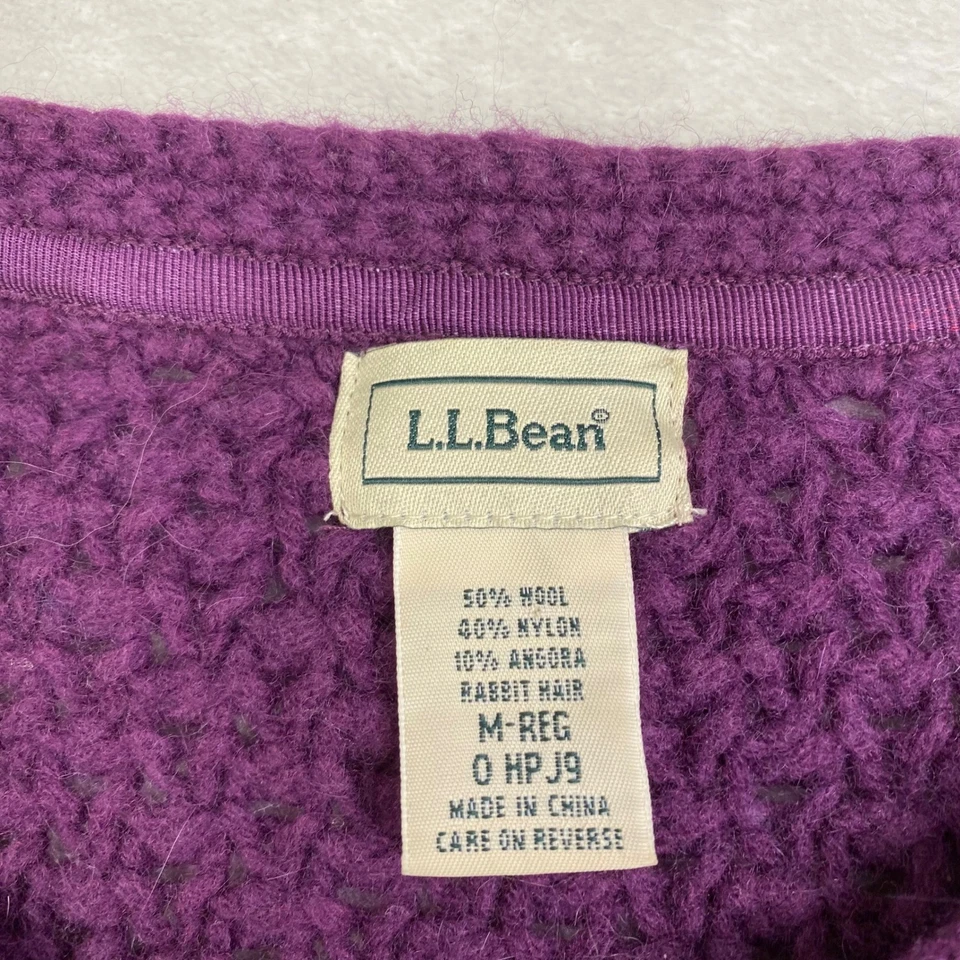 L.L.Bean®
50% WOOL
40% NYLON
10% ANGORA
RABBIT HAIR
M-REG
0 HPJ9
MADE IN CHINA
CARE ON REVERSE